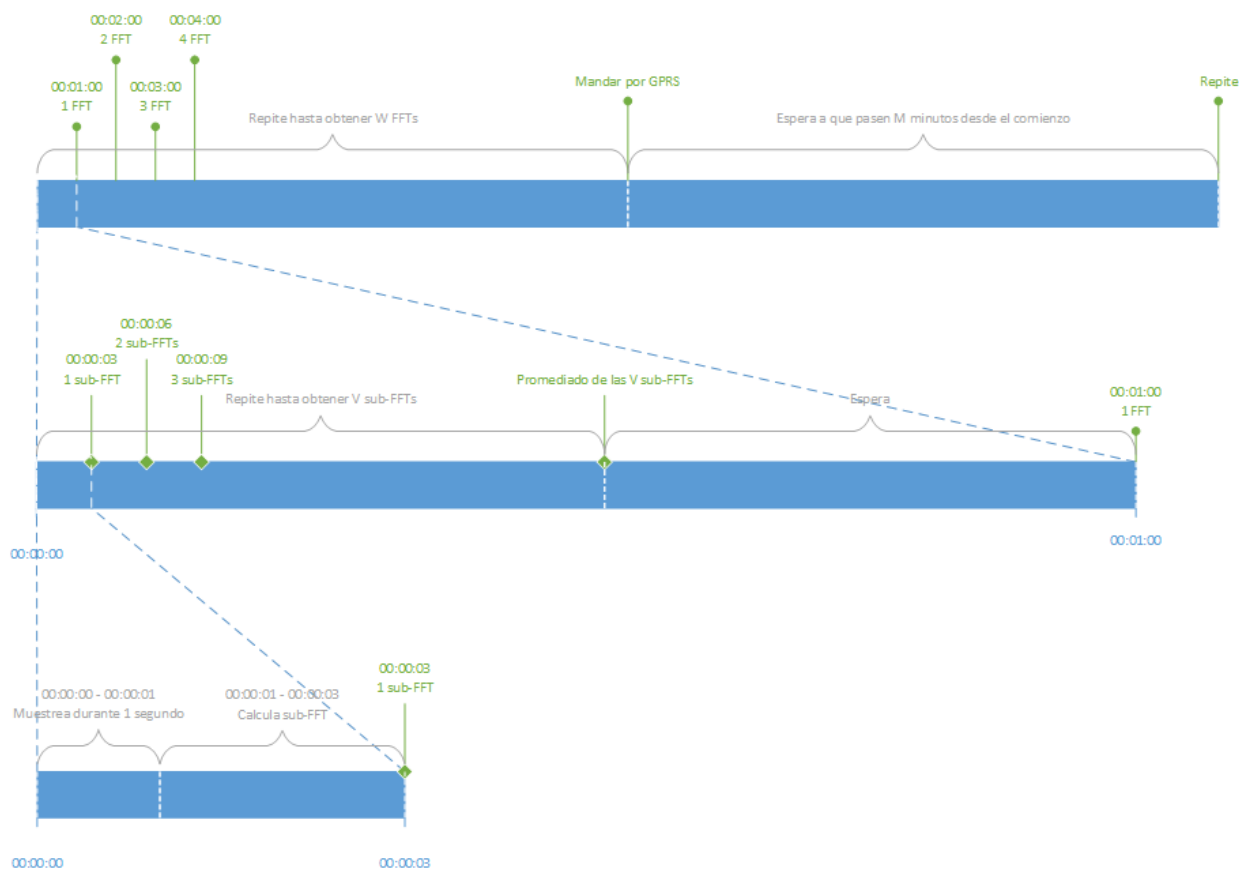 00:02:00
2 FFT
00:04:00
4 FFT
00:01:00
1 FFT
00:03:00
3 FFT
Mandar por GPRS
Repite
Repite hasta obtener W FFTs
Espera a que pasen M minutos desde el comienzo
00:00:06
2 sub-FFTs
00:00:03
1 sub-FFT
00:00:09
3 sub-FFTs
Promediado de las V sub-FFTs
Repite hasta obtener V sub-FFTs
Espera
00:01:00
1 FFT
00:00:00
00:01:00
00:00:03
1 sub-FFT
00:00:00 - 00:00:01
Muestrea durante 1 segundo
00:00:01 - 00:00:03
Calcula sub-FFT
00:00:00
00:00:03